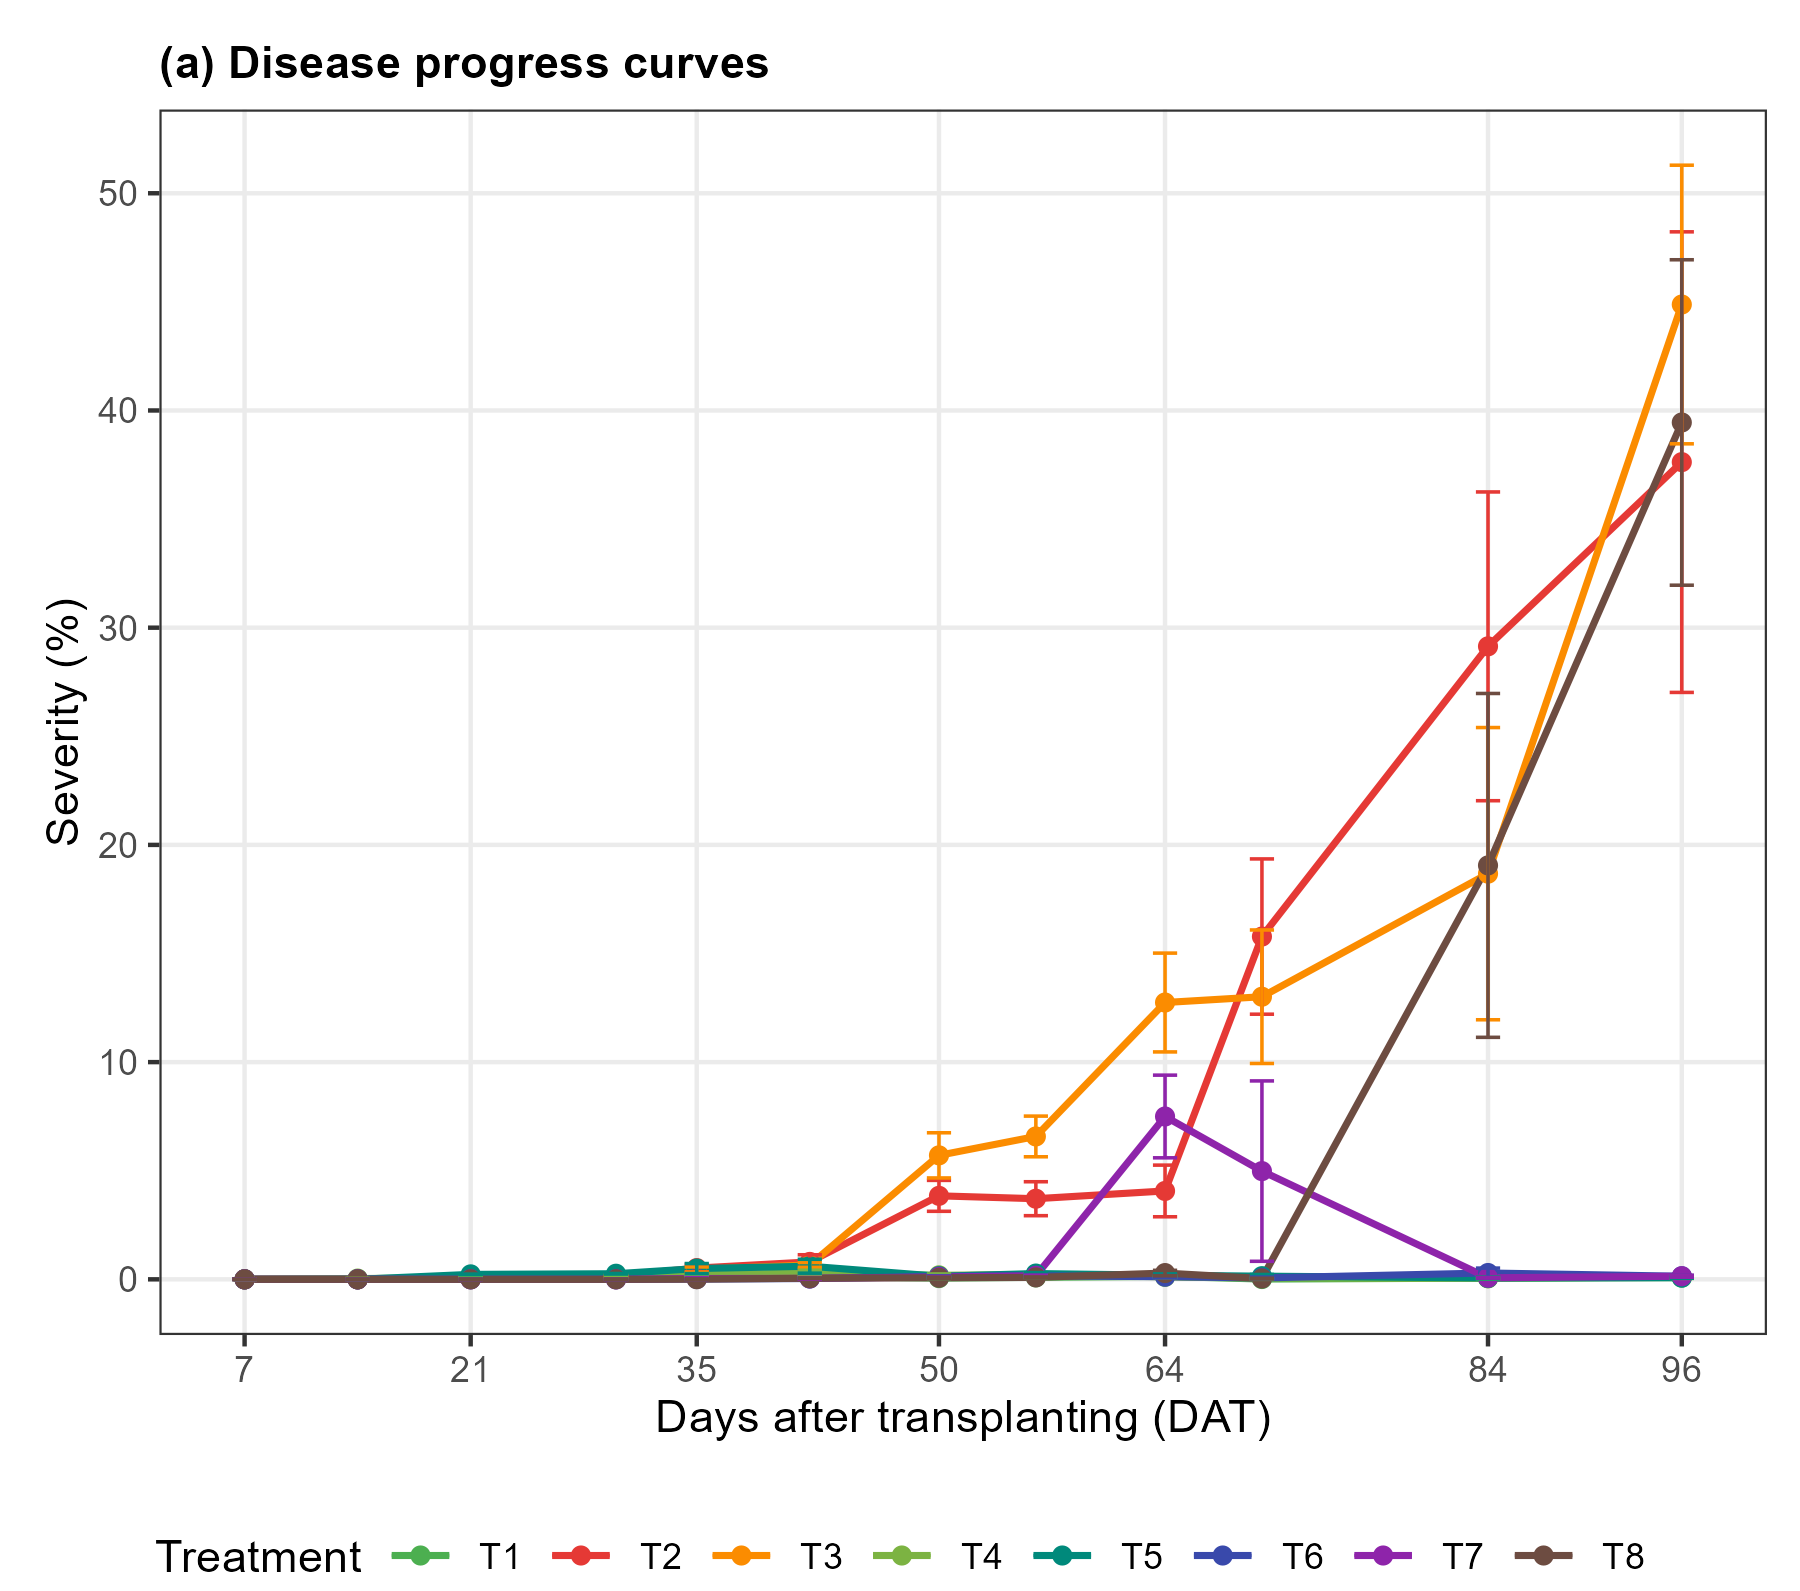 (a) Disease progress curves
Severity (%)
50
40
30
20
10
0
7 21 35 50 64 84 96
Days after transplanting (DAT)
Treatment T1 T2 T3 T4 T5 T6 T7 T8